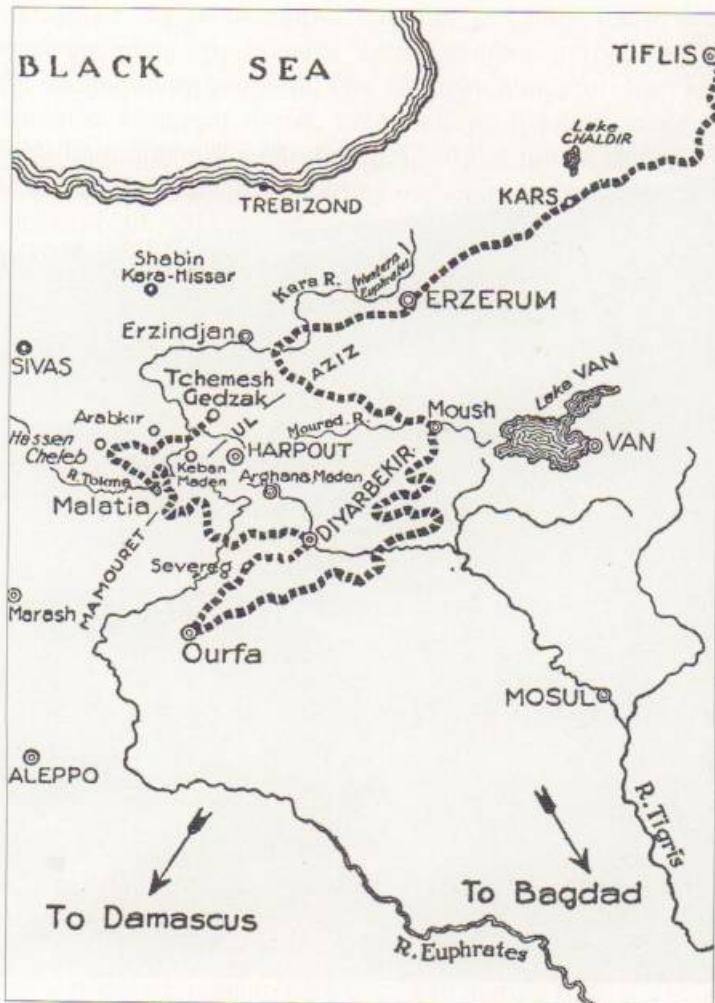 TIFLIS
BLACK SEA
Lake
CHALDIR
KARS
TREBIZOND
Shabin
Kara-Hissar
Kara R. (Western
Euphrates)
ERZERUM
Erzindjan
SIVAS
AZIZ
Tchemesh
Gedzak
Lake VAN
Arabkir
UL
Mourad. R.
Moush
Hassen
Cheleb
Keban
Maden
HARPOUT
VAN
R. Tokma
Arghana Maden
Malatia
DIYARBEKIR
MAMOURET
Severeg
Marash
Ourfa
MOSUL
ALEPPO
R. Tigris
To Damascus
To Bagdad
R. Euphrates